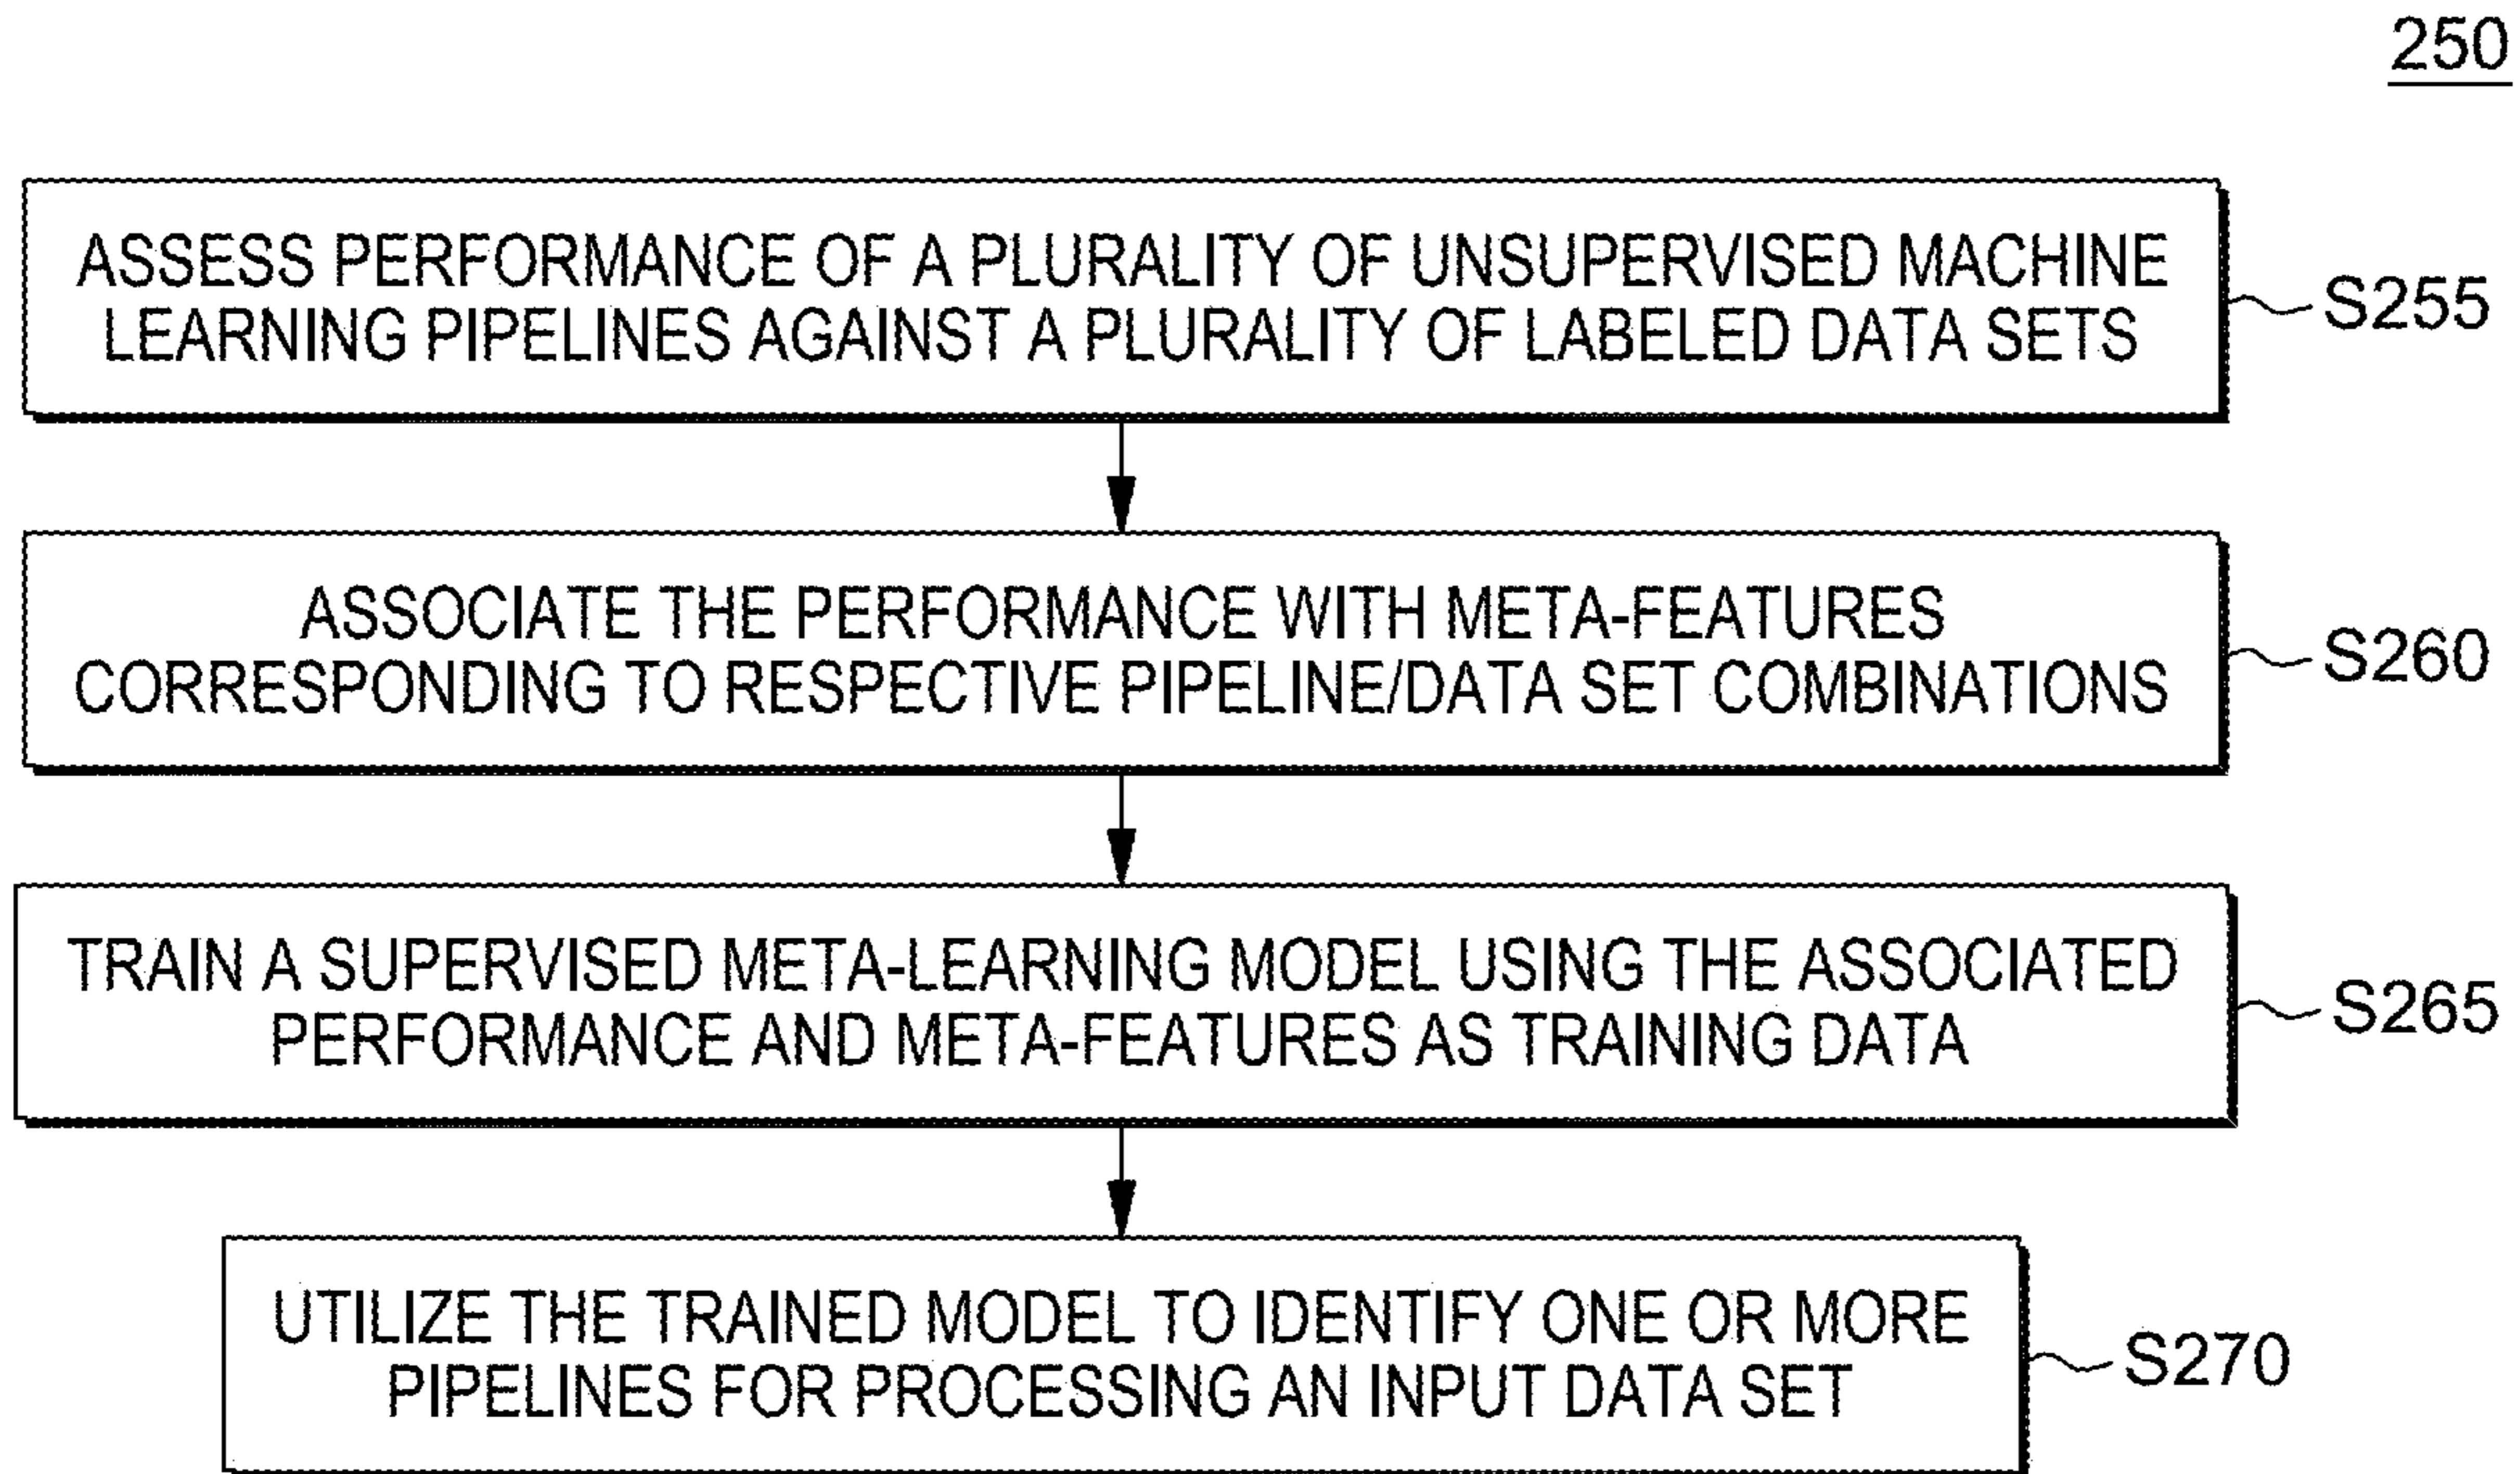 250
ASSESS PERFORMANCE OF A PLURALITY OF UNSUPERVISED MACHINE
LEARNING PIPELINES AGAINST A PLURALITY OF LABELED DATA SETS
S255
ASSOCIATE THE PERFORMANCE WITH META-FEATURES
CORRESPONDING TO RESPECTIVE PIPELINE/DATA SET COMBINATIONS
S260
TRAIN A SUPERVISED META-LEARNING MODEL USING THE ASSOCIATED
PERFORMANCE AND META-FEATURES AS TRAINING DATA
S265
UTILIZE THE TRAINED MODEL TO IDENTIFY ONE OR MORE
PIPELINES FOR PROCESSING AN INPUT DATA SET
S270